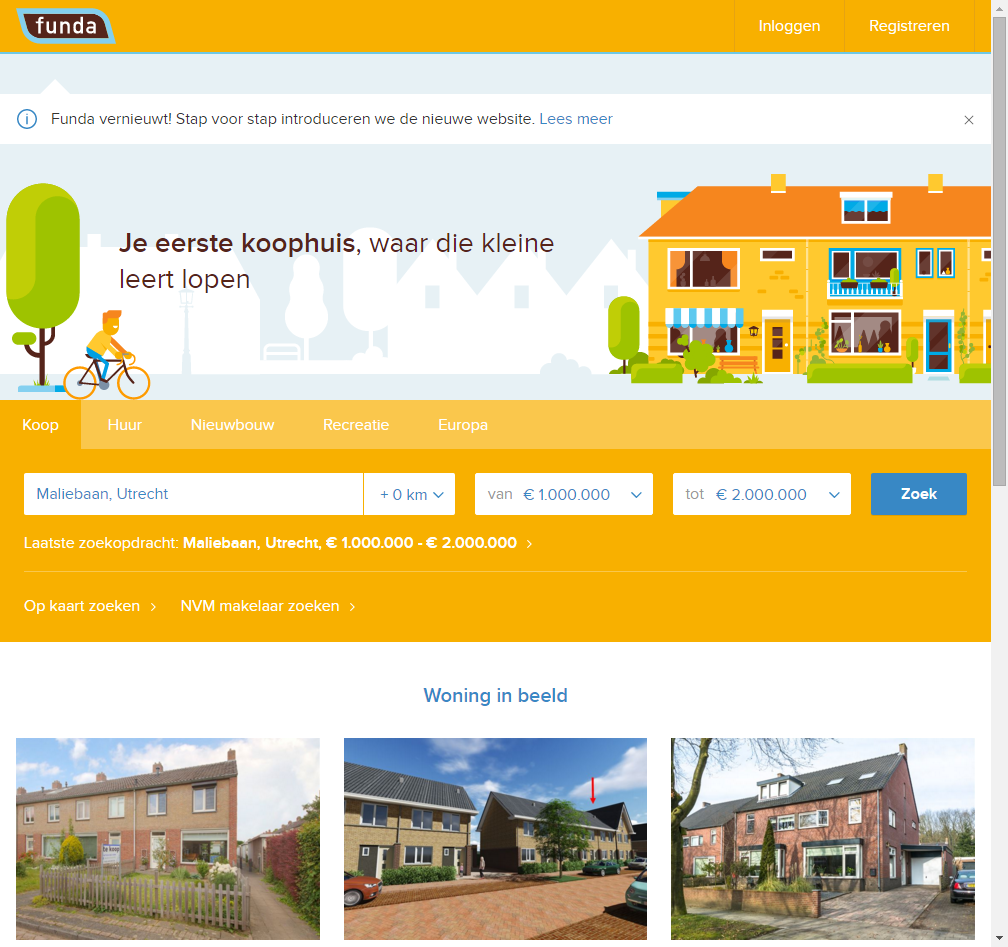 funda
Inloggen
Registreren
Funda vernieuwt! Stap voor stap introduceren we de nieuwe website. Lees meer
Je eerste koophuis, waar die kleine
leert lopen
Koop
Huur
Nieuwbouw
Recreatie
Europa
Maliebaan, Utrecht
+ 0 km
van € 1.000.000
tot € 2.000.000
Zoek
Laatste zoekopdracht: Maliebaan, Utrecht, € 1.000.000 - € 2.000.000
Op kaart zoeken
NVM makelaar zoeken
Woning in beeld
te koop